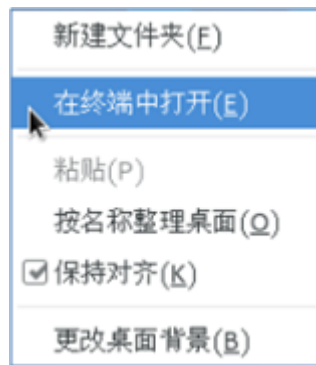 新建文件夹(F)
在终端中打开(E)
粘贴(P)
按名称整理桌面(O)
保持对齐(K)
更改桌面背景(B)